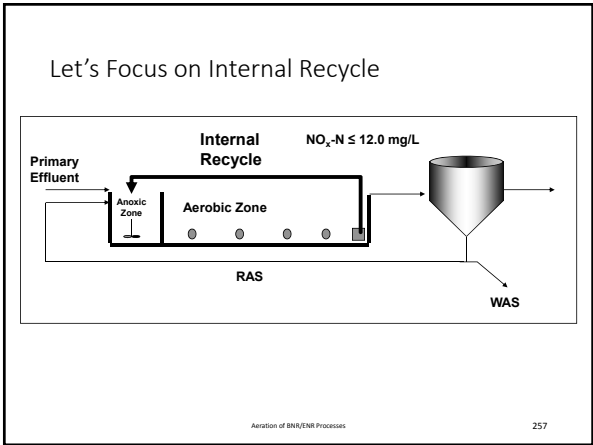 Let's Focus on Internal Recycle
Internal
Recycle
NOx-N ≤ 12.0 mg/L
Primary
Effluent
Anoxic
Zone
Aerobic Zone
RAS
WAS
Aeration of BNR/ENR Processes
257